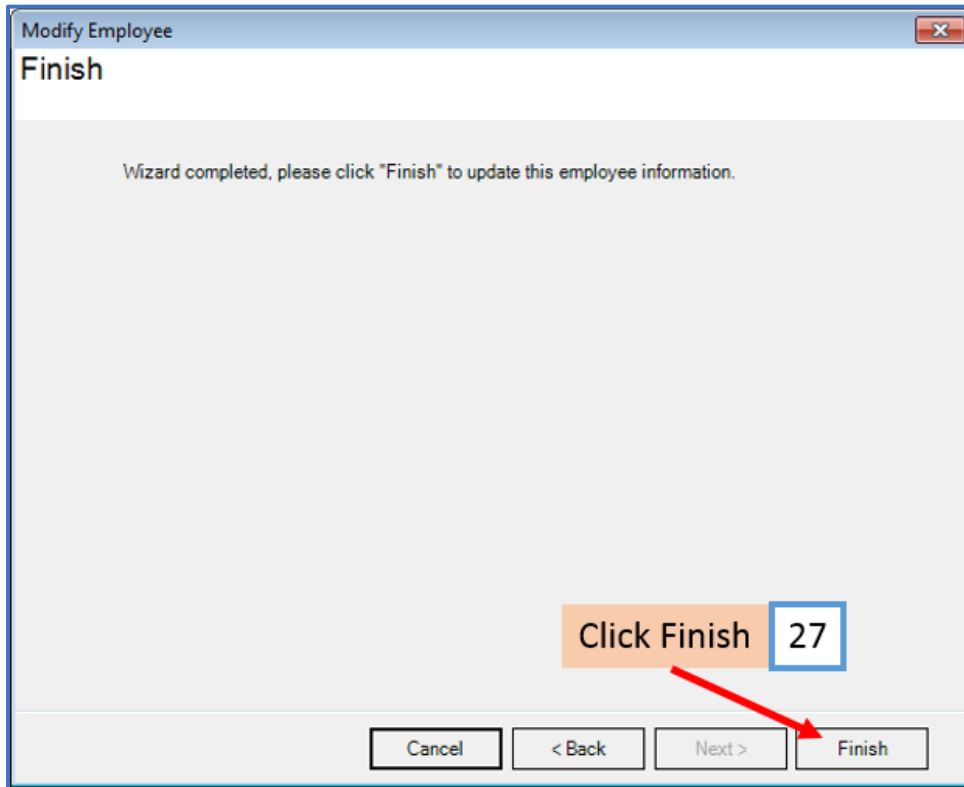 Modify Employee
Finish
Wizard completed, please click "Finish" to update this employee information.
Click Finish 27
Cancel < Back Next > Finish